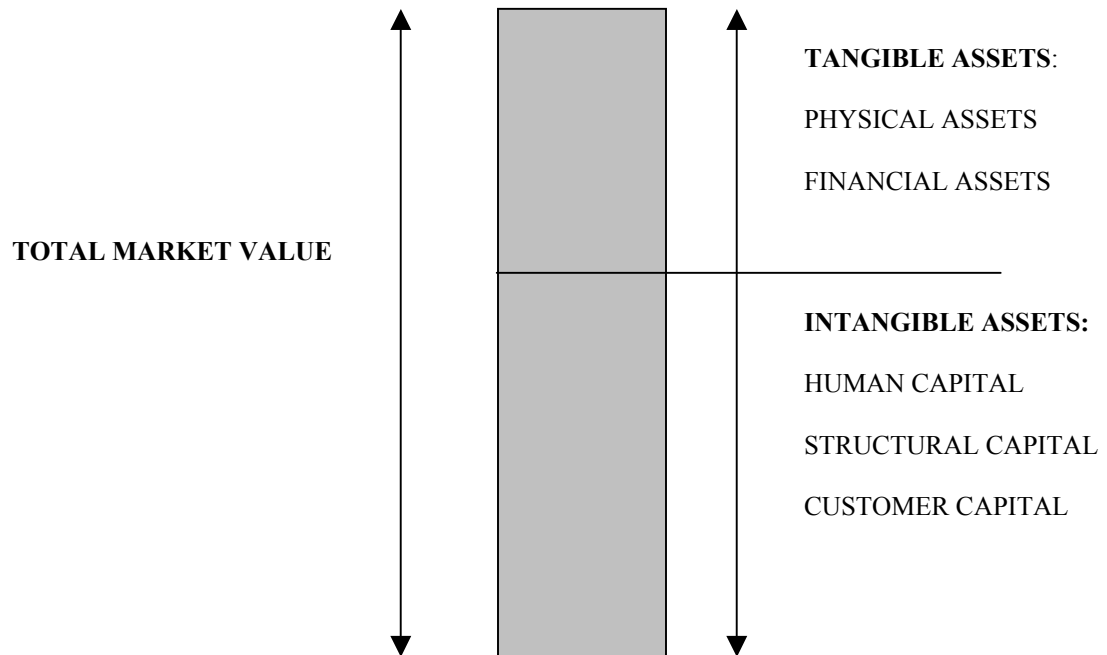 TANGIBLE ASSETS:
PHYSICAL ASSETS
FINANCIAL ASSETS
TOTAL MARKET VALUE
INTANGIBLE ASSETS:
HUMAN CAPITAL
STRUCTURAL CAPITAL
CUSTOMER CAPITAL